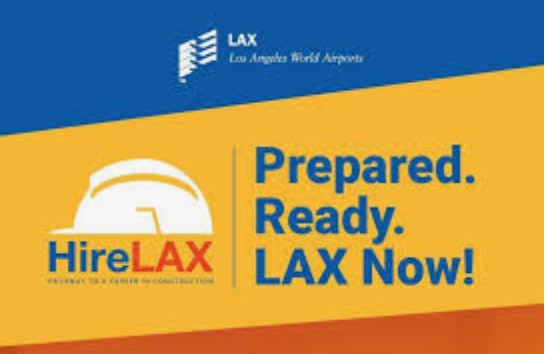 LAX
Los Angeles World Airports
Prepared.
Ready.
LAX Now!
HireLAX
PATHWAY TO A CAREER IN CONSTRUCTION